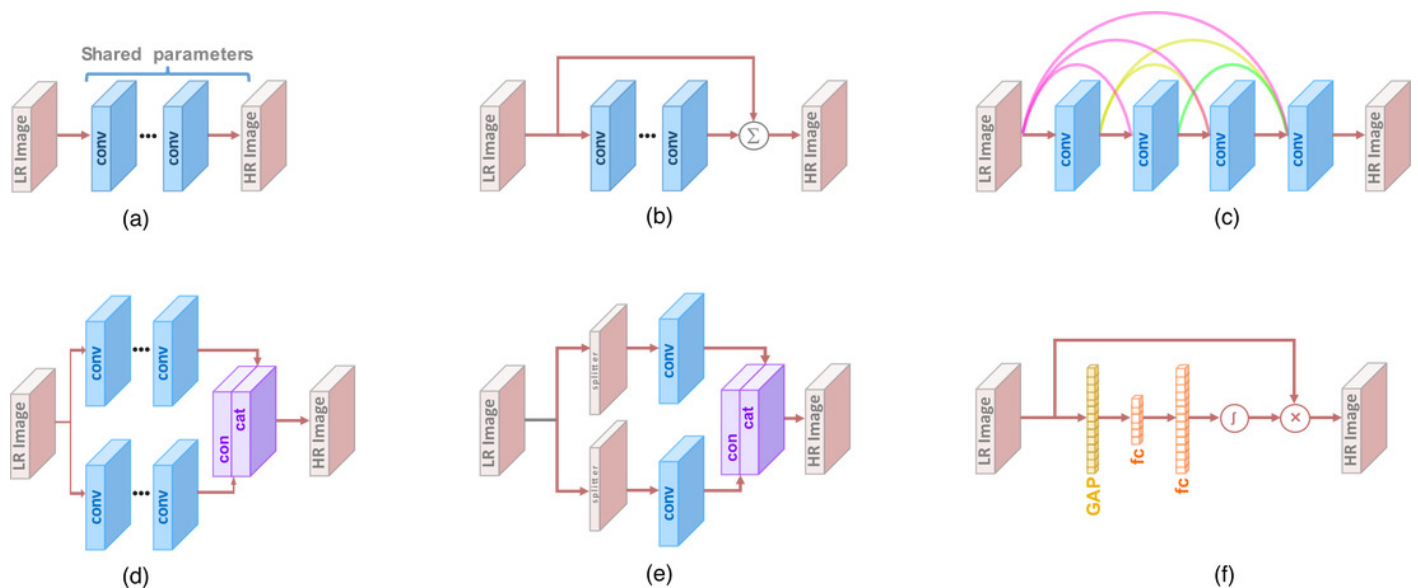 Shared parameters
LR Image
conv
•••
conv
HR Image
(a)
LR Image
conv
•••
conv
∑
HR Image
(b)
LR Image
conv
conv
conv
conv
HR Image
(c)
LR Image
conv
•••
conv
conv
•••
conv
con
cat
HR Image
(d)
LR Image
splitter
conv
splitter
conv
con
cat
HR Image
(e)
LR Image
GAP
fc
fc
∫
×
HR Image
(f)